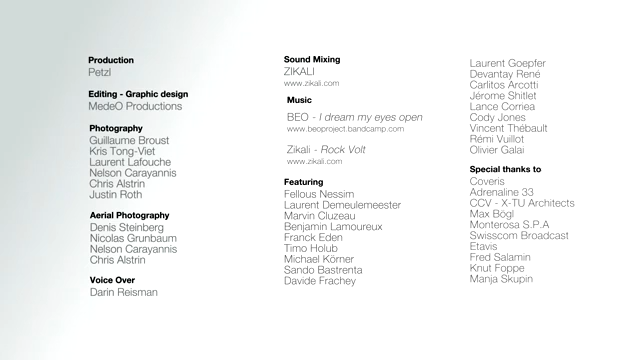 Production
Petzl
Editing - Graphic design
MedeO Productions
Photography
Guillaume Broust
Kris Tong-Viet
Laurent Lafouche
Nelson Carayannis
Chris Alstrin
Justin Roth
Aerial Photography
Denis Steinberg
Nicolas Grunbaum
Nelson Carayannis
Chris Alstrin
Voice Over
Darin Reisman
Sound Mixing
ZIKALI
www.zikali.com
Music
BEO - I dream my eyes open
www.beoproject.bandcamp.com
Zikali - Rock Volt
www.zikali.com
Featuring
Fellous Nessim
Laurent Demeulemeester
Marvin Cluzeau
Benjamin Lamoureux
Franck Eden
Timo Holub
Michael Körner
Sando Bastrenta
Davide Frachey
Laurent Goepfer
Devantay René
Carlitos Arcotti
Jérome Shitlet
Lance Correa
Cody Jones
Vincent Thébault
Rémi Vuillot
Olivier Galai
Special thanks to
Coveris
Adrenaline 33
CCV - X-TU Architects
Max Bögl
Monterosa S.P.A
Swisscom Broadcast
Etavis
Fred Salamin
Knut Foppe
Manja Skupin